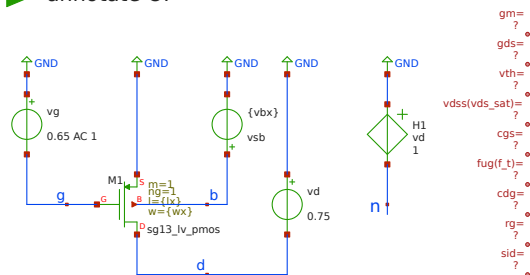 annotate OP
GND
GND
GND
GND
GND
vg
0.65 AC 1
{vbx}
vsb
H1
vd
1
M1
S
m=1
ng=1
l={lx}
w={wx}
g
G
B
b
D
sg13_lv_pmos
vd
0.75
n
d
gm=
?
gds=
?
vth=
?
vdss(vds_sat)=
?
cgs=
?
fug(f_t)=
?
cdg=
?
rg=
?
sid=
?